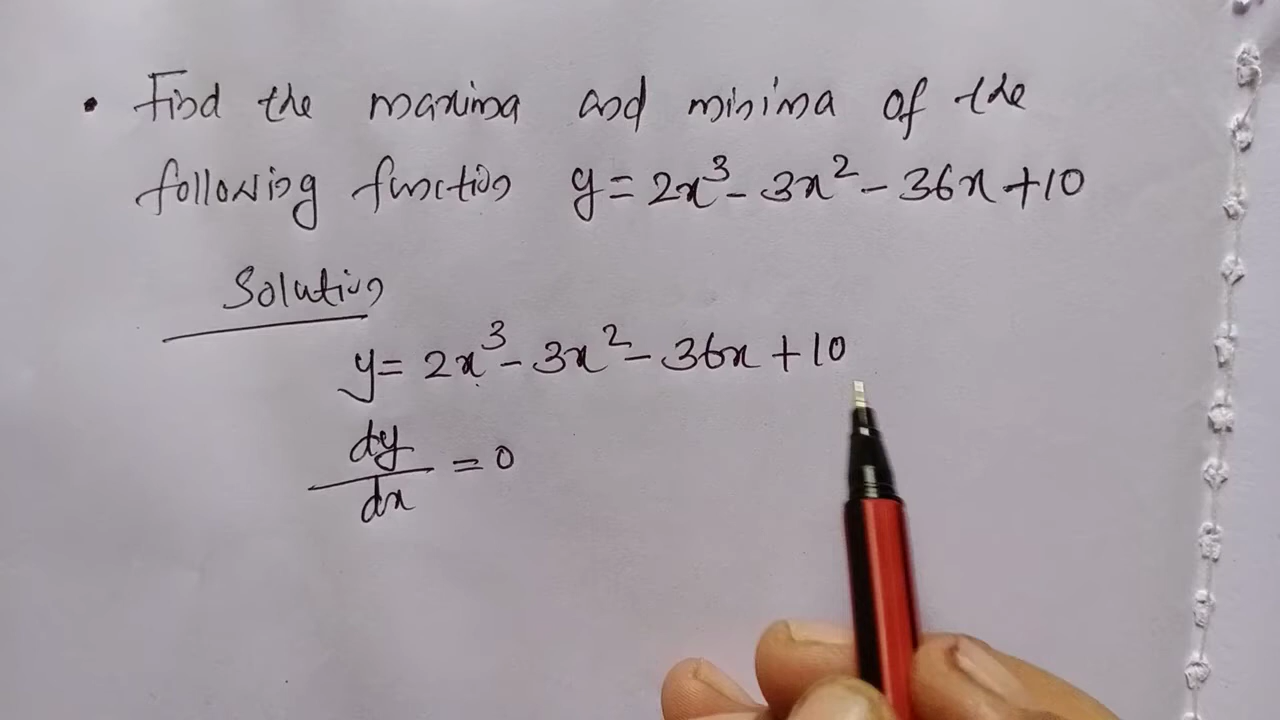 • Find the maxima and minima of the
following function y = 2x³ - 3x² - 36x + 10
Solution
y = 2x³ - 3x² - 36x + 10
dy/dx = 0